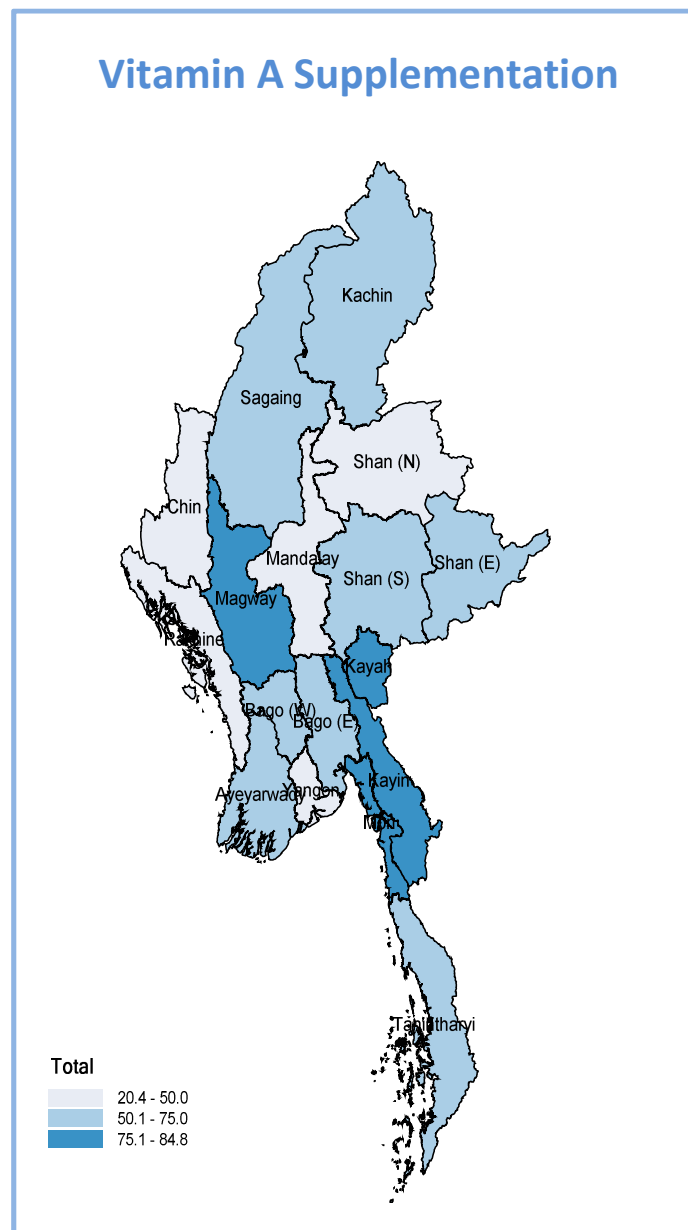 Vitamin A Supplementation
Kachin
Sagaing
Shan (N)
Chin
Mandalay
Shan (E)
Shan (S)
Magway
Rakhine
Kayah
Bago (W)
Bago (E)
Kayin
Ayeyarwady
Yangon
Mon
Tanintharyi
Total
20.4 - 50.0
50.1 - 75.0
75.1 - 84.8